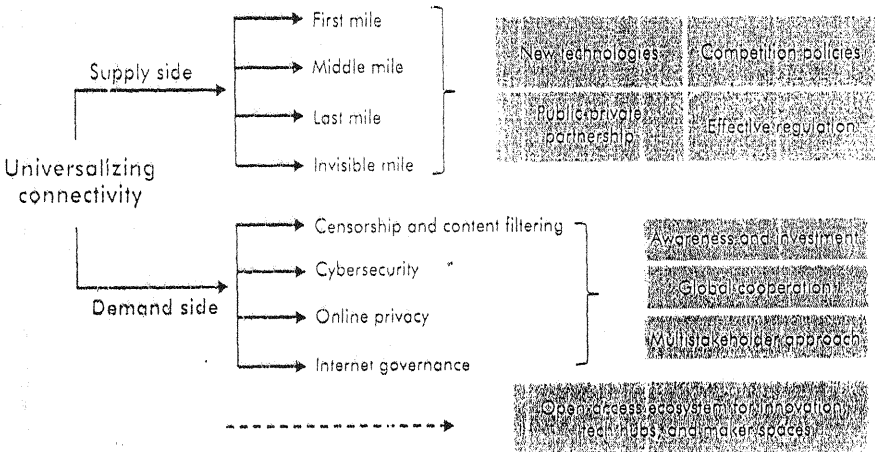 First mile
Supply side
Middle mile
Last mile
Invisible mile
New technologies
Competition policies
Public-private
partnership
Effective regulation
Universalizing
connectivity
Censorship and content filtering
Cybersecurity
Online privacy
Internet governance
Demand side
Awareness and investment
Global cooperation
Multistakeholder approach
Open-access ecosystem for innovation,
tech hubs, and maker spaces